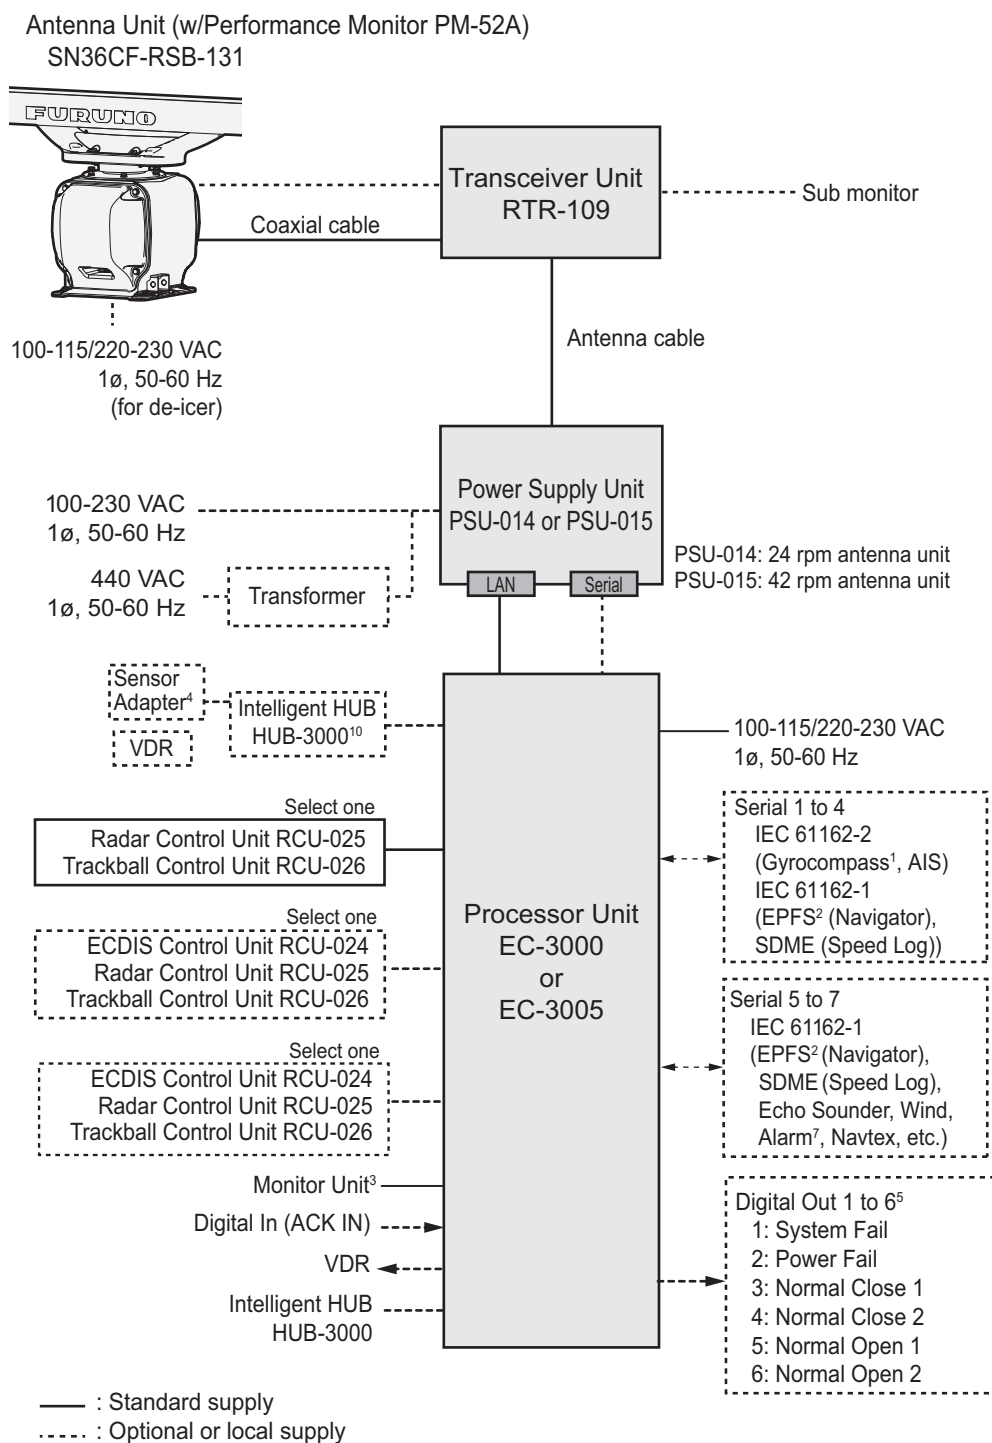 Antenna Unit (w/Performance Monitor PM-52A)
SN36CF-RSB-131
FURUNO
Transceiver Unit
RTR-109
Sub monitor
Coaxial cable
Antenna cable
100-115/220-230 VAC
1ø, 50-60 Hz
(for de-icer)
Power Supply Unit
PSU-014 or PSU-015
100-230 VAC
1ø, 50-60 Hz
440 VAC
1ø, 50-60 Hz
Transformer
LAN
Serial
PSU-014: 24 rpm antenna unit
PSU-015: 42 rpm antenna unit
Sensor
Adapter⁴
VDR
Intelligent HUB
HUB-3000¹⁰
100-115/220-230 VAC
1ø, 50-60 Hz
Select one
Radar Control Unit RCU-025
Trackball Control Unit RCU-026
Select one
ECDIS Control Unit RCU-024
Radar Control Unit RCU-025
Trackball Control Unit RCU-026
Select one
ECDIS Control Unit RCU-024
Radar Control Unit RCU-025
Trackball Control Unit RCU-026
Monitor Unit³
Digital In (ACK IN)
VDR
Intelligent HUB
HUB-3000
Processor Unit
EC-3000
or
EC-3005
Serial 1 to 4
IEC 61162-2
(Gyrocompass¹, AIS)
IEC 61162-1
(EPFS² (Navigator),
SDME (Speed Log))
Serial 5 to 7
IEC 61162-1
(EPFS² (Navigator),
SDME (Speed Log),
Echo Sounder, Wind,
Alarm⁷, Navtex, etc.)
Digital Out 1 to 6⁵
1: System Fail
2: Power Fail
3: Normal Close 1
4: Normal Close 2
5: Normal Open 1
6: Normal Open 2
: Standard supply
: Optional or local supply